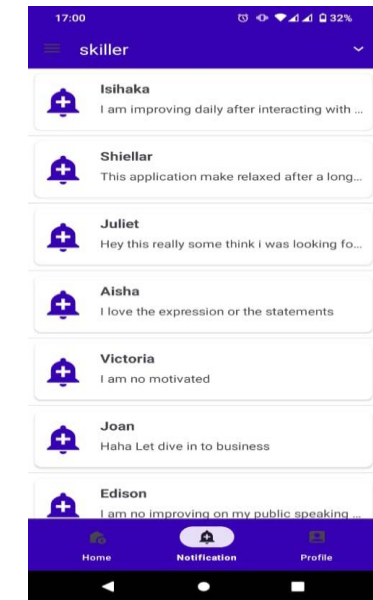 17:00
32%
skiller
Isihaka
I am improving daily after interacting with ...
Shiellar
This application make relaxed after a long...
Juliet
Hey this really some think i was looking fo...
Aisha
I love the expression or the statements
Victoria
I am no motivated
Joan
Haha Let dive in to business
Edison
I am no improving on my public speaking ...
Home
Notification
Profile